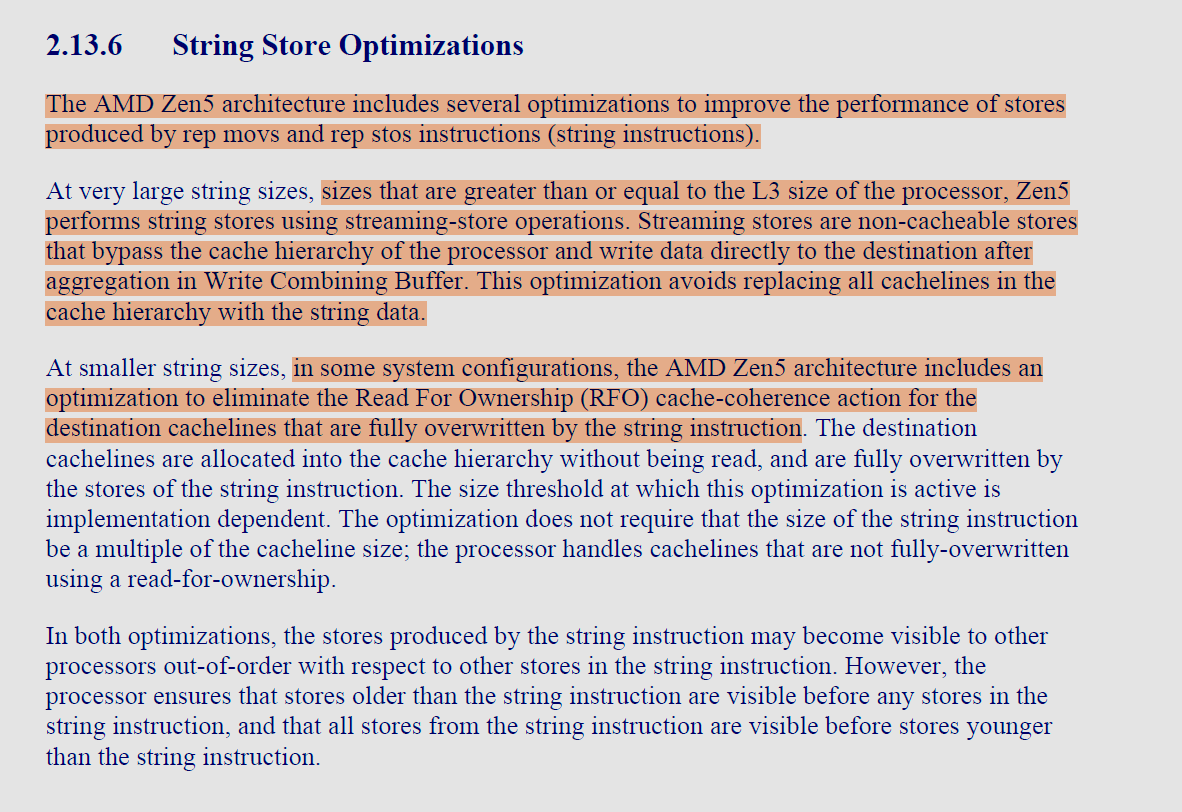 2.13.6 String Store Optimizations
The AMD Zen5 architecture includes several optimizations to improve the performance of stores
produced by rep movs and rep stos instructions (string instructions).
At very large string sizes, sizes that are greater than or equal to the L3 size of the processor, Zen5
performs string stores using streaming-store operations. Streaming stores are non-cacheable stores
that bypass the cache hierarchy of the processor and write data directly to the destination after
aggregation in Write Combining Buffer. This optimization avoids replacing all cachelines in the
cache hierarchy with the string data.
At smaller string sizes, in some system configurations, the AMD Zen5 architecture includes an
optimization to eliminate the Read For Ownership (RFO) cache-coherence action for the
destination cachelines that are fully overwritten by the string instruction. The destination
cachelines are allocated into the cache hierarchy without being read, and are fully overwritten by
the stores of the string instruction. The size threshold at which this optimization is active is
implementation dependent. The optimization does not require that the size of the string instruction
be a multiple of the cacheline size; the processor handles cachelines that are not fully-overwritten
using a read-for-ownership.
In both optimizations, the stores produced by the string instruction may become visible to other
processors out-of-order with respect to other stores in the string instruction. However, the
processor ensures that stores older than the string instruction are visible before any stores in the
string instruction, and that all stores from the string instruction are visible before stores younger
than the string instruction.